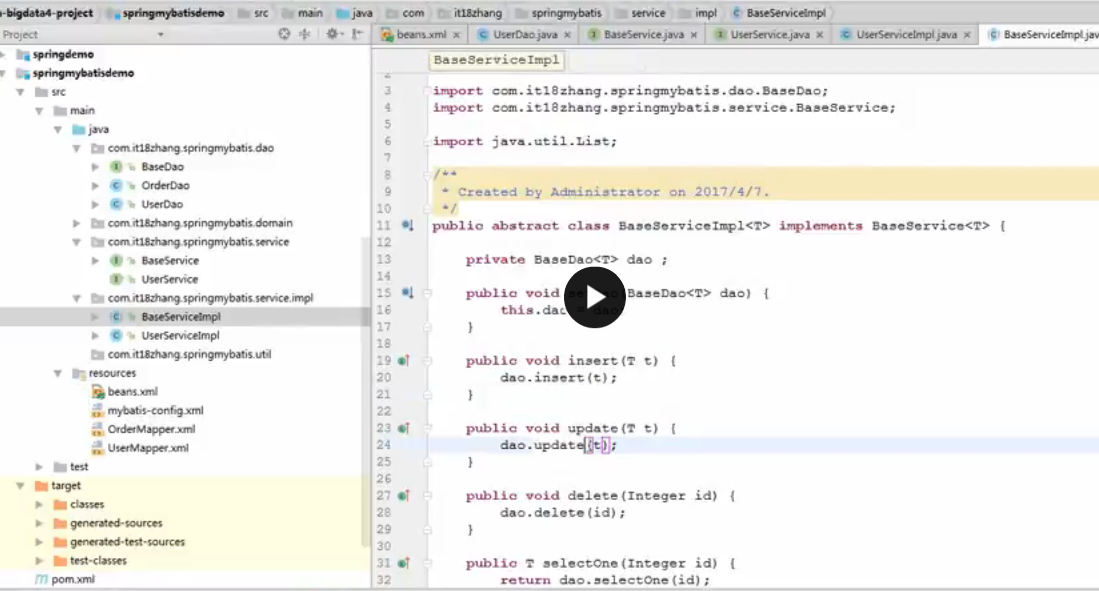 -bigdata4-project springmybatisdemo src main java com it18zhang springmybatis service impl BaseServiceImpl
Project
beans.xml UserDao.java BaseService.java UserService.java UserServiceImpl.java BaseServiceImpl.jav
springdemo
springmybatisdemo
src
main
java
com.it18zhang.springmybatis.dao
BaseDao
OrderDao
UserDao
com.it18zhang.springmybatis.domain
com.it18zhang.springmybatis.service
BaseService
UserService
com.it18zhang.springmybatis.service.impl
BaseServiceImpl
UserServiceImpl
com.it18zhang.springmybatis.util
resources
beans.xml
mybatis-config.xml
OrderMapper.xml
UserMapper.xml
test
target
classes
generated-sources
generated-test-sources
test-classes
pom.xml
BaseServiceImpl
3 import com.it18zhang.springmybatis.dao.BaseDao;
4 import com.it18zhang.springmybatis.service.BaseService;
5
6 import java.util.List;
7
8 /**
9 * Created by Administrator on 2017/4/7.
10 */
11 public abstract class BaseServiceImpl<T> implements BaseService<T> {
12
13 private BaseDao<T> dao ;
14
15 public void (BaseDao<T> dao) {
16 this.dao
17 }
18
19 public void insert(T t) {
20 dao.insert(t);
21 }
22
23 public void update(T t) {
24 dao.update(t);
25 }
26
27 public void delete(Integer id) {
28 dao.delete(id);
29 }
30
31 public T selectOne(Integer id) {
32 return dao.selectOne(id);